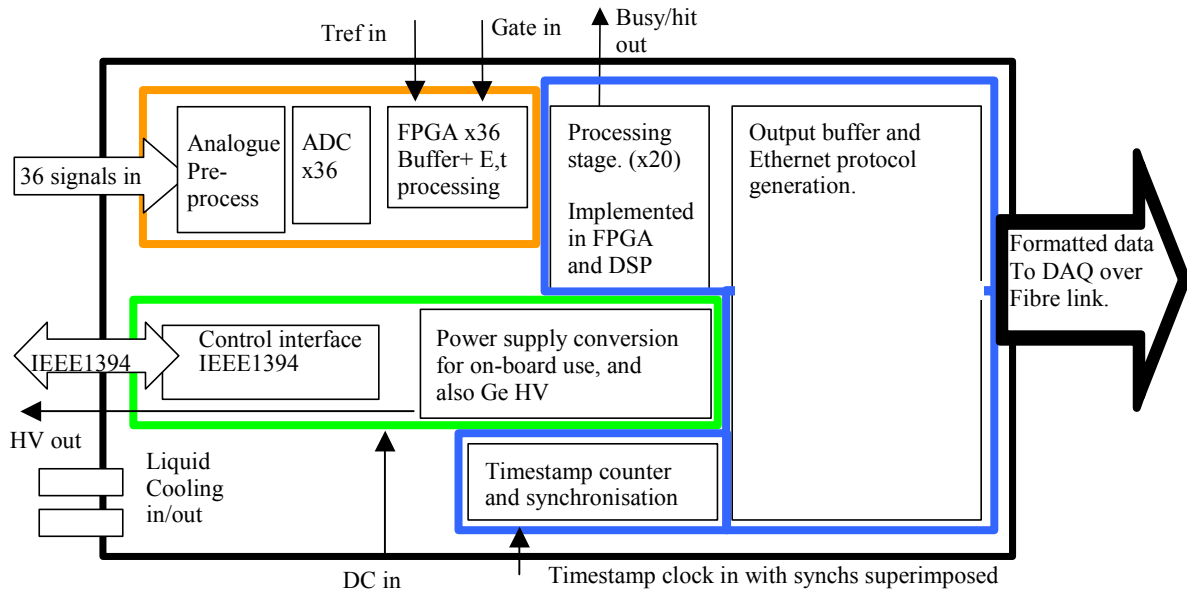 Tref in
Gate in
Busy/hit
out
36 signals in
Analogue
Pre-
process
ADC
x36
FPGA x36
Buffer+ E,t
processing
Processing
stage. (x20)
Implemented
in FPGA
and DSP
Output buffer and
Ethernet protocol
generation.
Formatted data
To DAQ over
Fibre link.
IEEE1394
Control interface
IEEE1394
Power supply conversion
for on-board use, and
also Ge HV
HV out
Liquid
Cooling
in/out
Timestamp counter
and synchronisation
DC in
Timestamp clock in with synchs superimposed